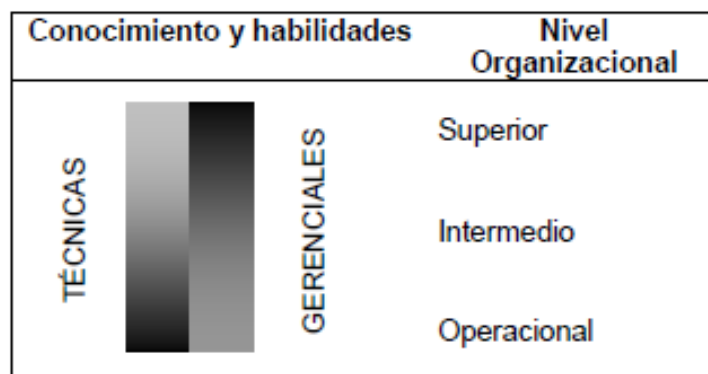 Conocimiento y habilidades
Nivel
Organizacional
TÉCNICAS
GERENCIALES
Superior
Intermedio
Operacional